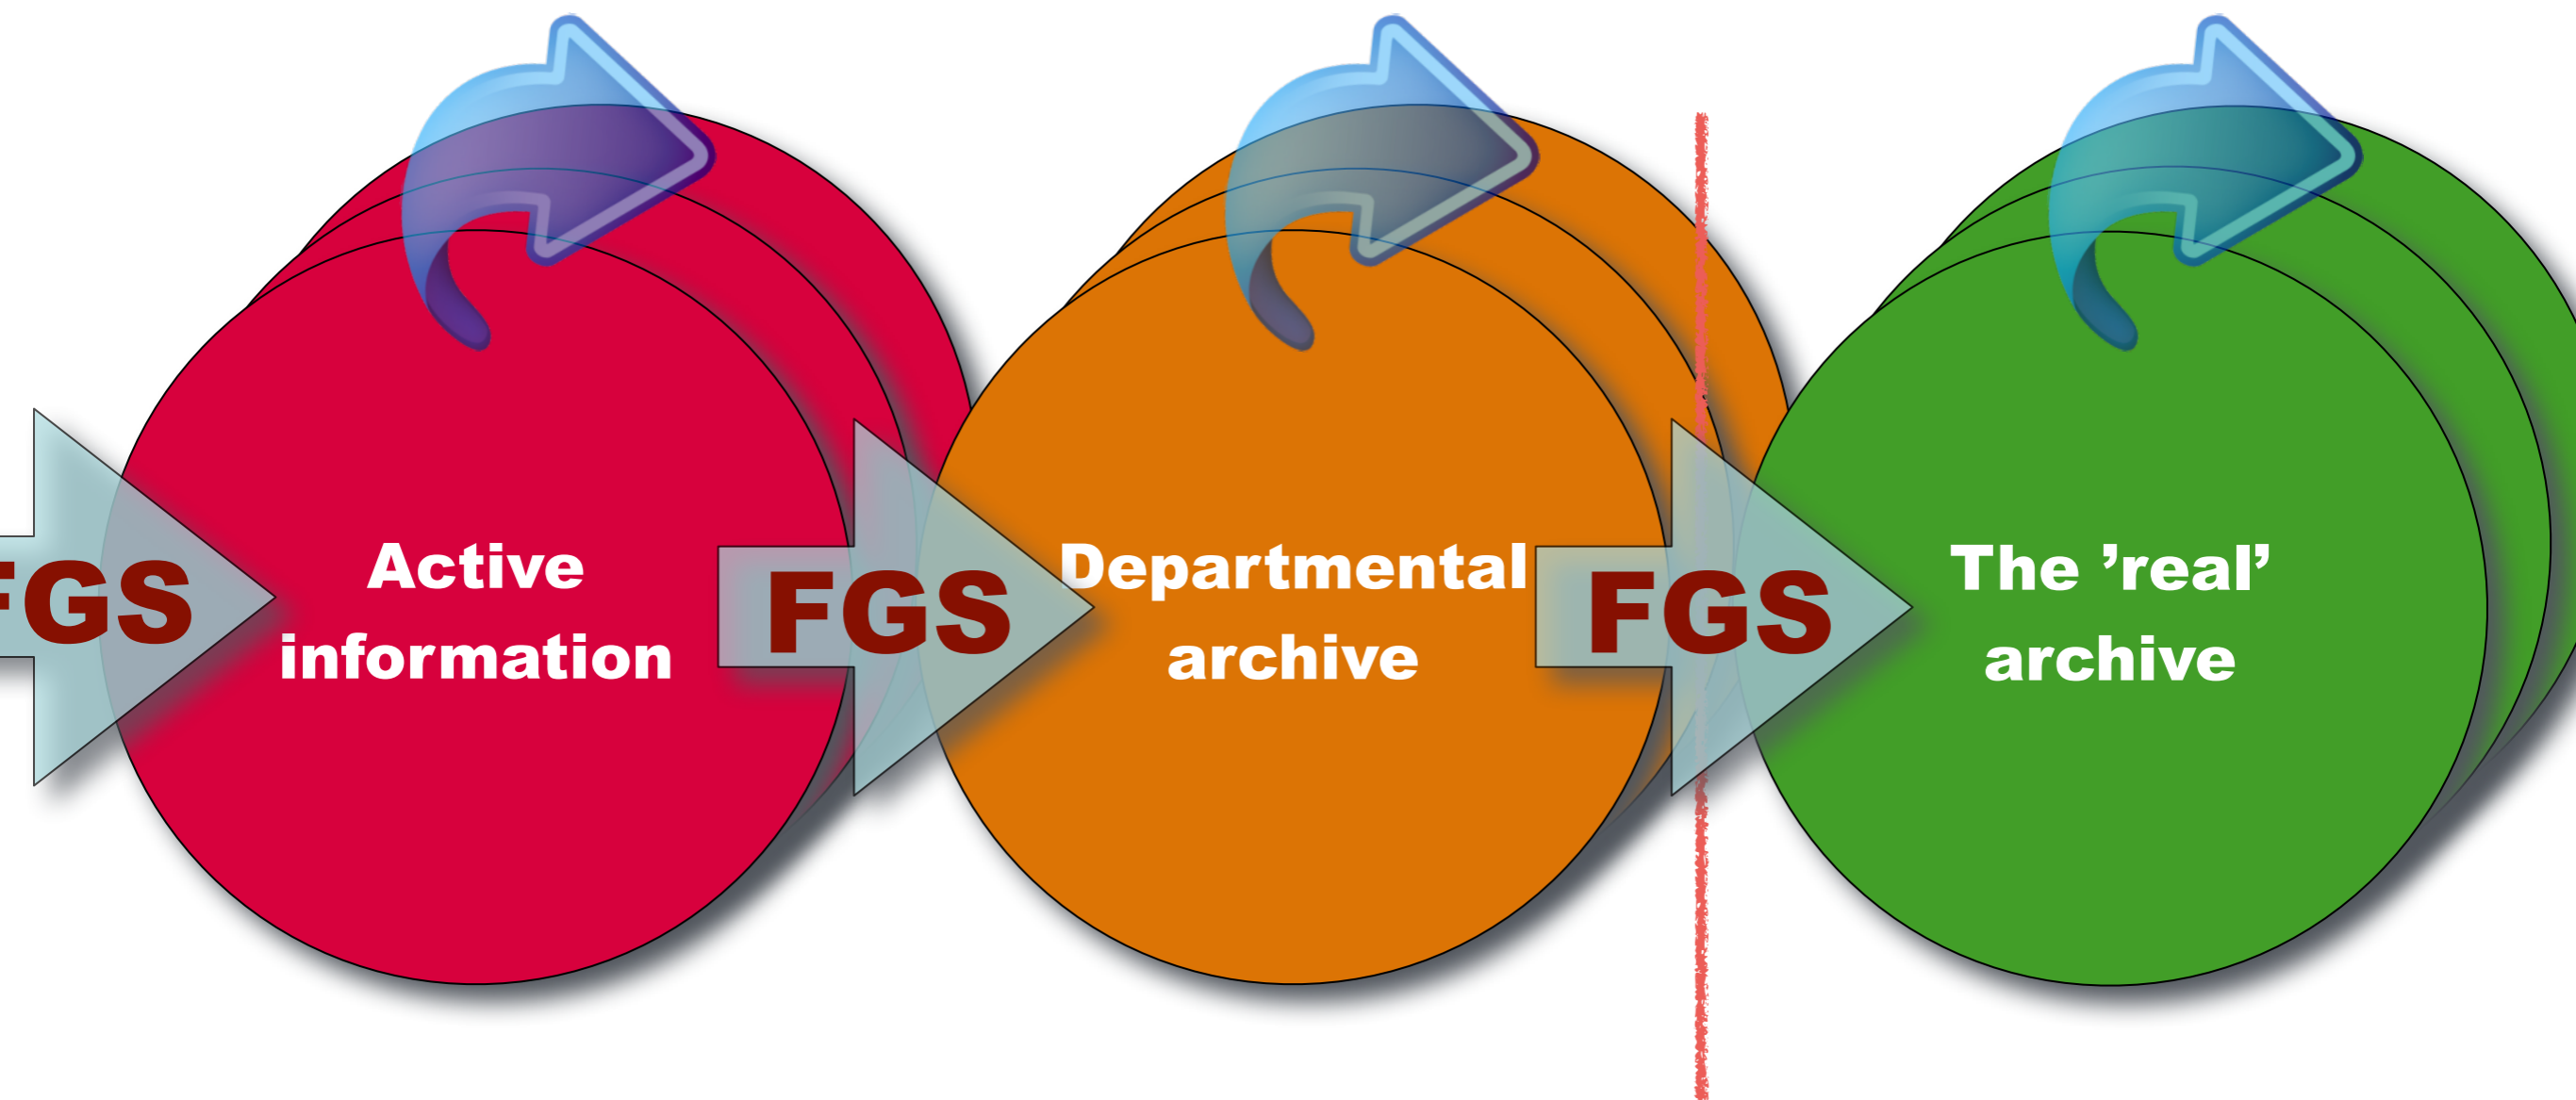 FGS
Active
information
FGS
Departmental
archive
FGS
The ’real’
archive